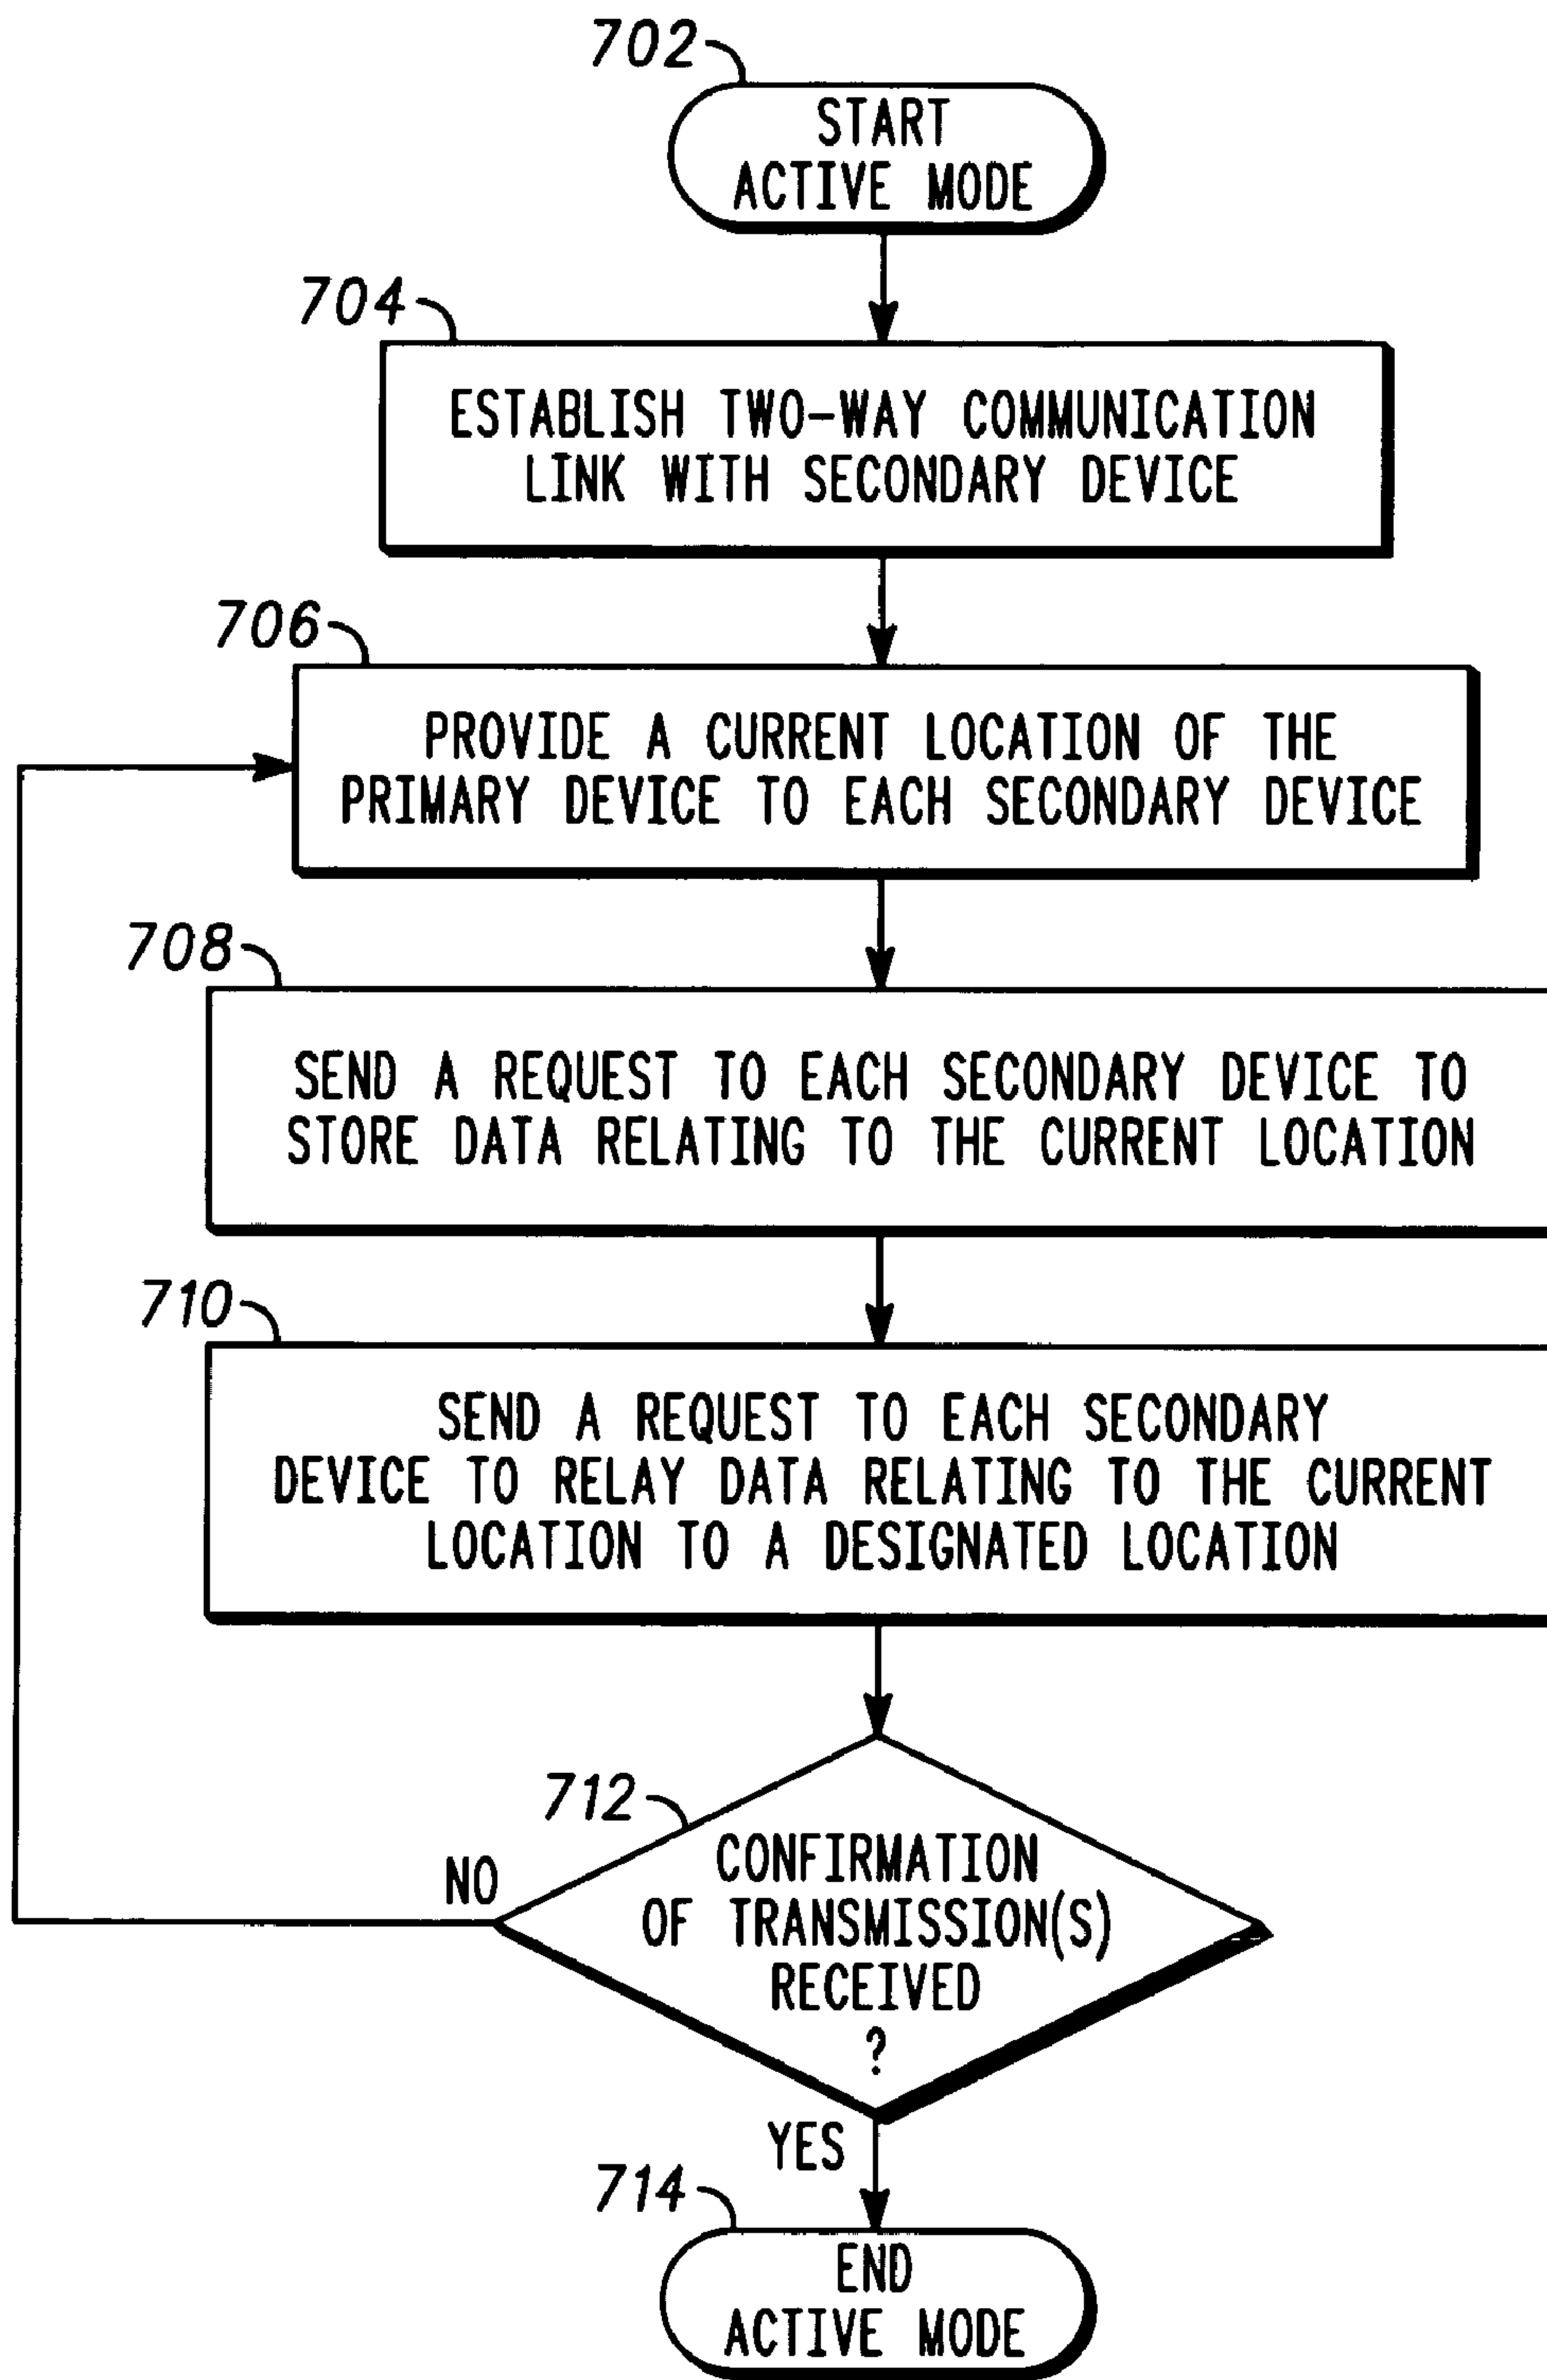 702
START
ACTIVE MODE
704
ESTABLISH TWO-WAY COMMUNICATION
LINK WITH SECONDARY DEVICE
706
PROVIDE A CURRENT LOCATION OF THE
PRIMARY DEVICE TO EACH SECONDARY DEVICE
708
SEND A REQUEST TO EACH SECONDARY DEVICE TO
STORE DATA RELATING TO THE CURRENT LOCATION
710
SEND A REQUEST TO EACH SECONDARY
DEVICE TO RELAY DATA RELATING TO THE CURRENT
LOCATION TO A DESIGNATED LOCATION
712
CONFIRMATION
OF TRANSMISSION(S)
RECEIVED
?
NO
YES
714
END
ACTIVE MODE